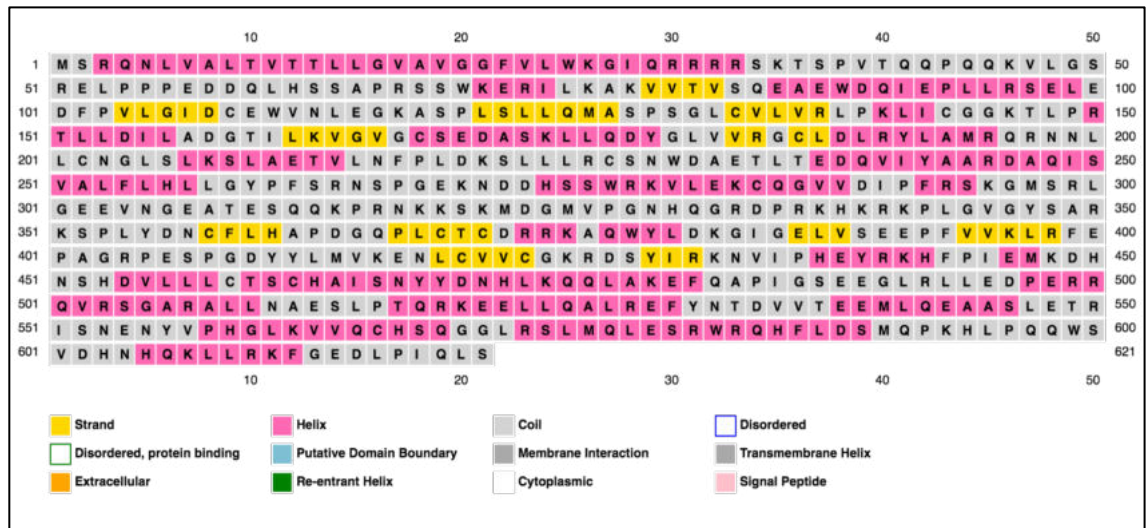 10 20 30 40 50
1 M S R Q N L V A L T V T T L L G V A V G G F V L W K G I Q R R R R S K T S P V T Q Q P Q Q K V L G S 50
51 R E L P P P E D D Q L H S S A P R S S W K E R I L K A K V V T V S Q E A E W D Q I E P L L R S E L E 100
101 D F P V L G I D C E W V N L E G K A S P L S L L Q M A S P S G L C V L V R L P K L I C G G K T L P R 150
151 T L L D I L A D G T I L K V G V G C S E D A S K L L Q D Y G L V V R G C L D L R Y L A M R Q R N N L 200
201 L C N G L S L K S L A E T V L N F P L D K S L L L R C S N W D A E T L T E D Q V I Y A A R D A Q I S 250
251 V A L F L H L L G Y P F S R N S P G E K N D D H S S W R K V L E K C Q G V V D I P F R S K G M S R L 300
301 G E E V N G E A T E S Q Q K P R N K K S K M D G M V P G N H Q G R D P R K H K R K P L G V G Y S A R 350
351 K S P L Y D N C F L H A P D G Q P L C T C D R R K A Q W Y L D K G I G E L V S E E P F V V K L R F E 400
401 P A G R P E S P G D Y Y L M V K E N L C V V C G K R D S Y I R K N V I P H E Y R K H F P I E M K D H 450
451 N S H D V L L L C T S C H A I S N Y Y D N H L K Q Q L A K E F Q A P I G S E E G L R L L E D P E R R 500
501 Q V R S G A R A L L N A E S L P T Q R K E E L L Q A L R E F Y N T D V V T E E M L Q E A A S L E T R 550
551 I S N E N Y V P H G L K V V Q C H S Q G G L R S L M Q L E S R W R Q H F L D S M Q P K H L P Q Q W S 600
601 V D H N H Q K L L R K F G E D L P I Q L S 621
10 20 30 40 50
Strand Helix Coil Disordered
Disordered, protein binding Putative Domain Boundary Membrane Interaction Transmembrane Helix
Extracellular Re-entrant Helix Cytoplasmic Signal Peptide